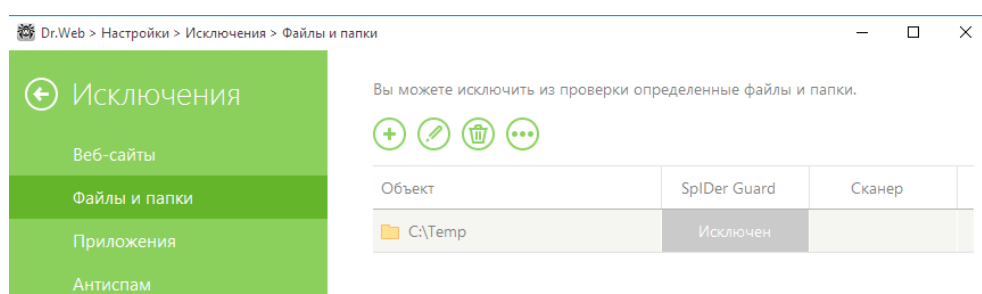 Dr.Web > Настройки > Исключения > Файлы и папки
Исключения
Веб-сайты
Файлы и папки
Приложения
Антиспам
Вы можете исключить из проверки определенные файлы и папки.
Объект SpIDer Guard Сканер
C:\Temp Исключен